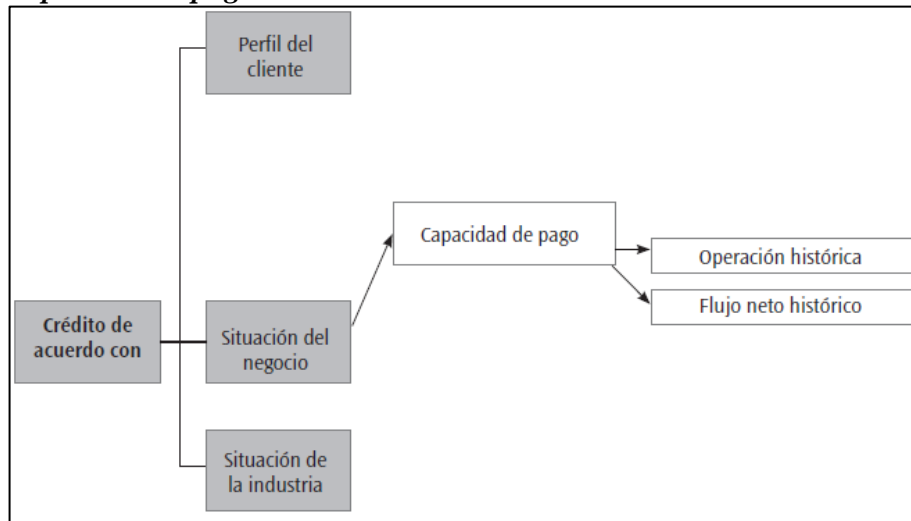 Perfil del
cliente
Capacidad de pago
Operación histórica
Flujo neto histórico
Crédito de
acuerdo con
Situación del
negocio
Situación de
la industria